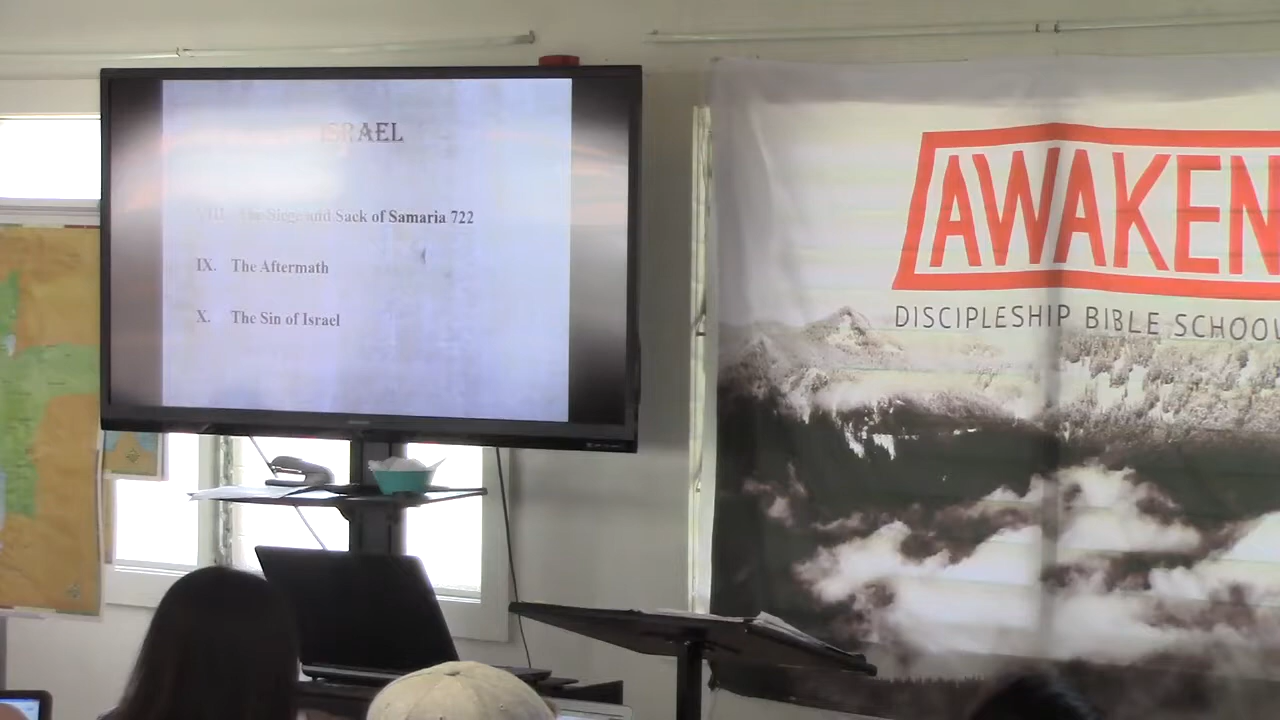 ISRAEL
VIII. The Siege and Sack of Samaria 722
IX. The Aftermath
X. The Sin of Israel
AWAKEN
DISCIPLESHIP BIBLE SCHOOL